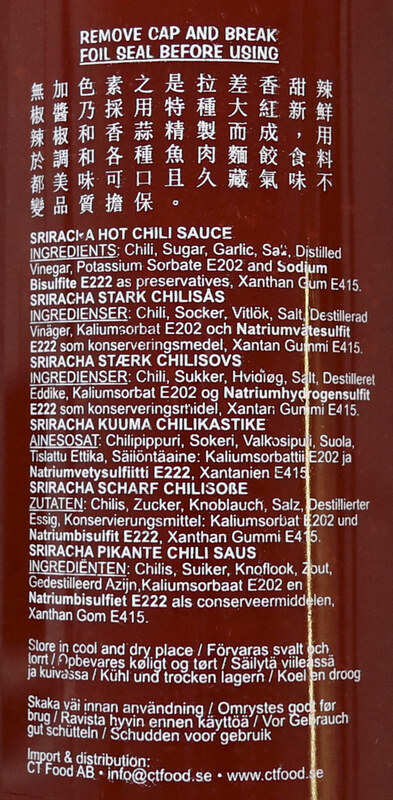 REMOVE CAP AND BREAK
FOIL SEAL BEFORE USING
無加色素之是拉差香甜辣
椒醬乃採用特種大紅新鮮
辣椒和香蒜精製而成，用
於調和各種魚肉麵餃食料
都美味可口且久藏氣味不
變品質擔保。
SRIRACHA HOT CHILI SAUCE
INGREDIENTS: Chili, Sugar, Garlic, Salt, Distilled
Vinegar, Potassium Sorbate E202 and Sodium
Bisulfite E222 as preservatives, Xanthan Gum E415.
SRIRACHA STARK CHILISÅS
INGREDIENSER: Chili, Socker, Vitlök, Salt, Destillerad
Vinäger, Kaliumsorbat E202 och Natriumvätesulfit
E222 som konserveringsmedel, Xantan Gummi E415.
SRIRACHA STÆRK CHILISOVS
INGREDIENSER: Chili, Sukker, Hvidløg, Salt, Destilleret
Eddike, Kaliumsorbat E202 og Natriumhydrogensulfit
E222 som konserveringsmidel, Xantan Gummi E415.
SRIRACHA KUUMA CHILIKASTIKE
AINESOSAT: Chilipippuri, Sokeri, Valkosipuli, Suola,
Tislattu Ettika, Säilöntäaine: Kaliumsorbattii E202 ja
Natriumvetysulfiitti E222, Xantanien E415.
SRIRACHA SCHARF CHILISOßE
ZUTATEN: Chilis, Zucker, Knoblauch, Salz, Destillierter
Essig, Konservierungsmittel: Kaliumsorbat E202 und
Natriumbisulfit E222, Xanthan Gummi E415.
SRIRACHA PIKANTE CHILI SAUS
INGREDIËNTEN: Chilis, Suiker, Knoflook, Zout,
Gedestilleerd Azijn,Kaliumsorbaat E202 en
Natriumbisulfiet E222 als conserveermiddelen,
Xanthan Gom E415.
Store in cool and dry place / Förvaras svalt och
torrt / Opbevares køligt og tørt / Säilytä viileässä
ja kuivassa / Kühl und trocken lagern / Koel en droog
Skaka väl innan användning / Omrystes godt før
brug / Ravista hyvin ennen käyttöä / Vor Gebrauch
gut schütteln / Schudden voor gebruik
Import & distribution:
CT Food AB • info@ctfood.se • www.ctfood.se